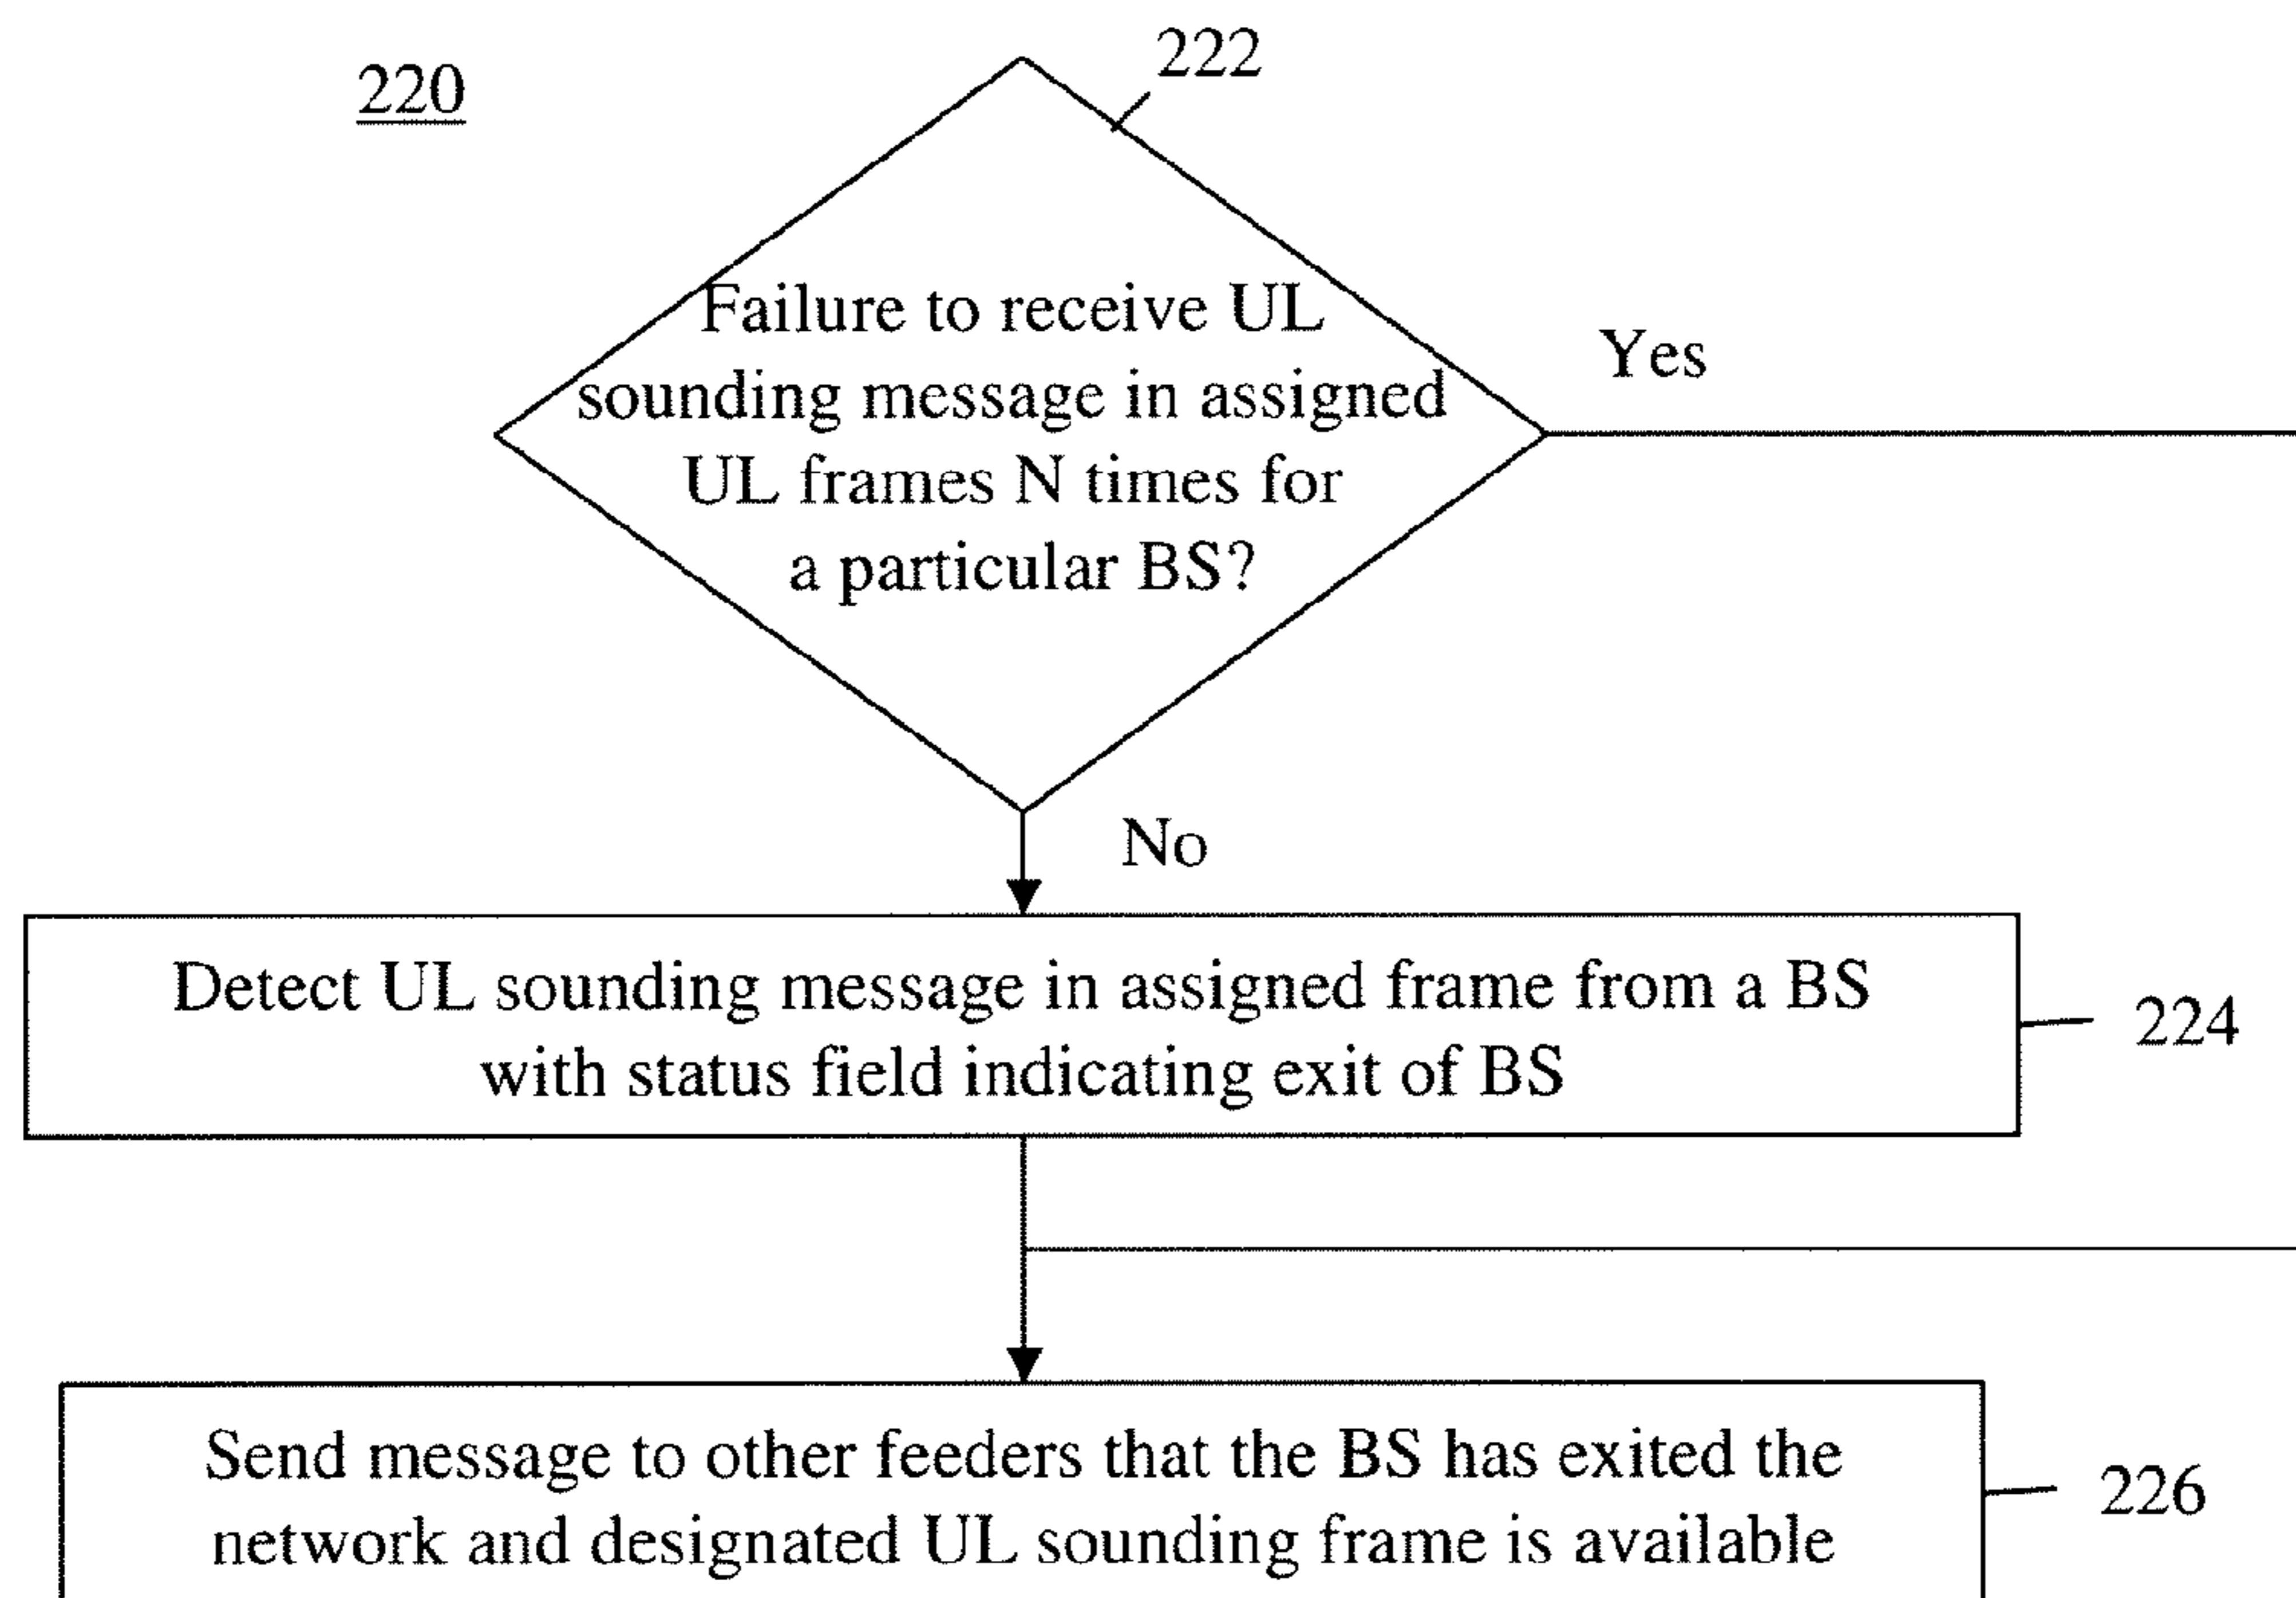 220
222
Failure to receive UL
sounding message in assigned
UL frames N times for
a particular BS?
Yes
No
Detect UL sounding message in assigned frame from a BS
with status field indicating exit of BS
224
Send message to other feeders that the BS has exited the
network and designated UL sounding frame is available
226